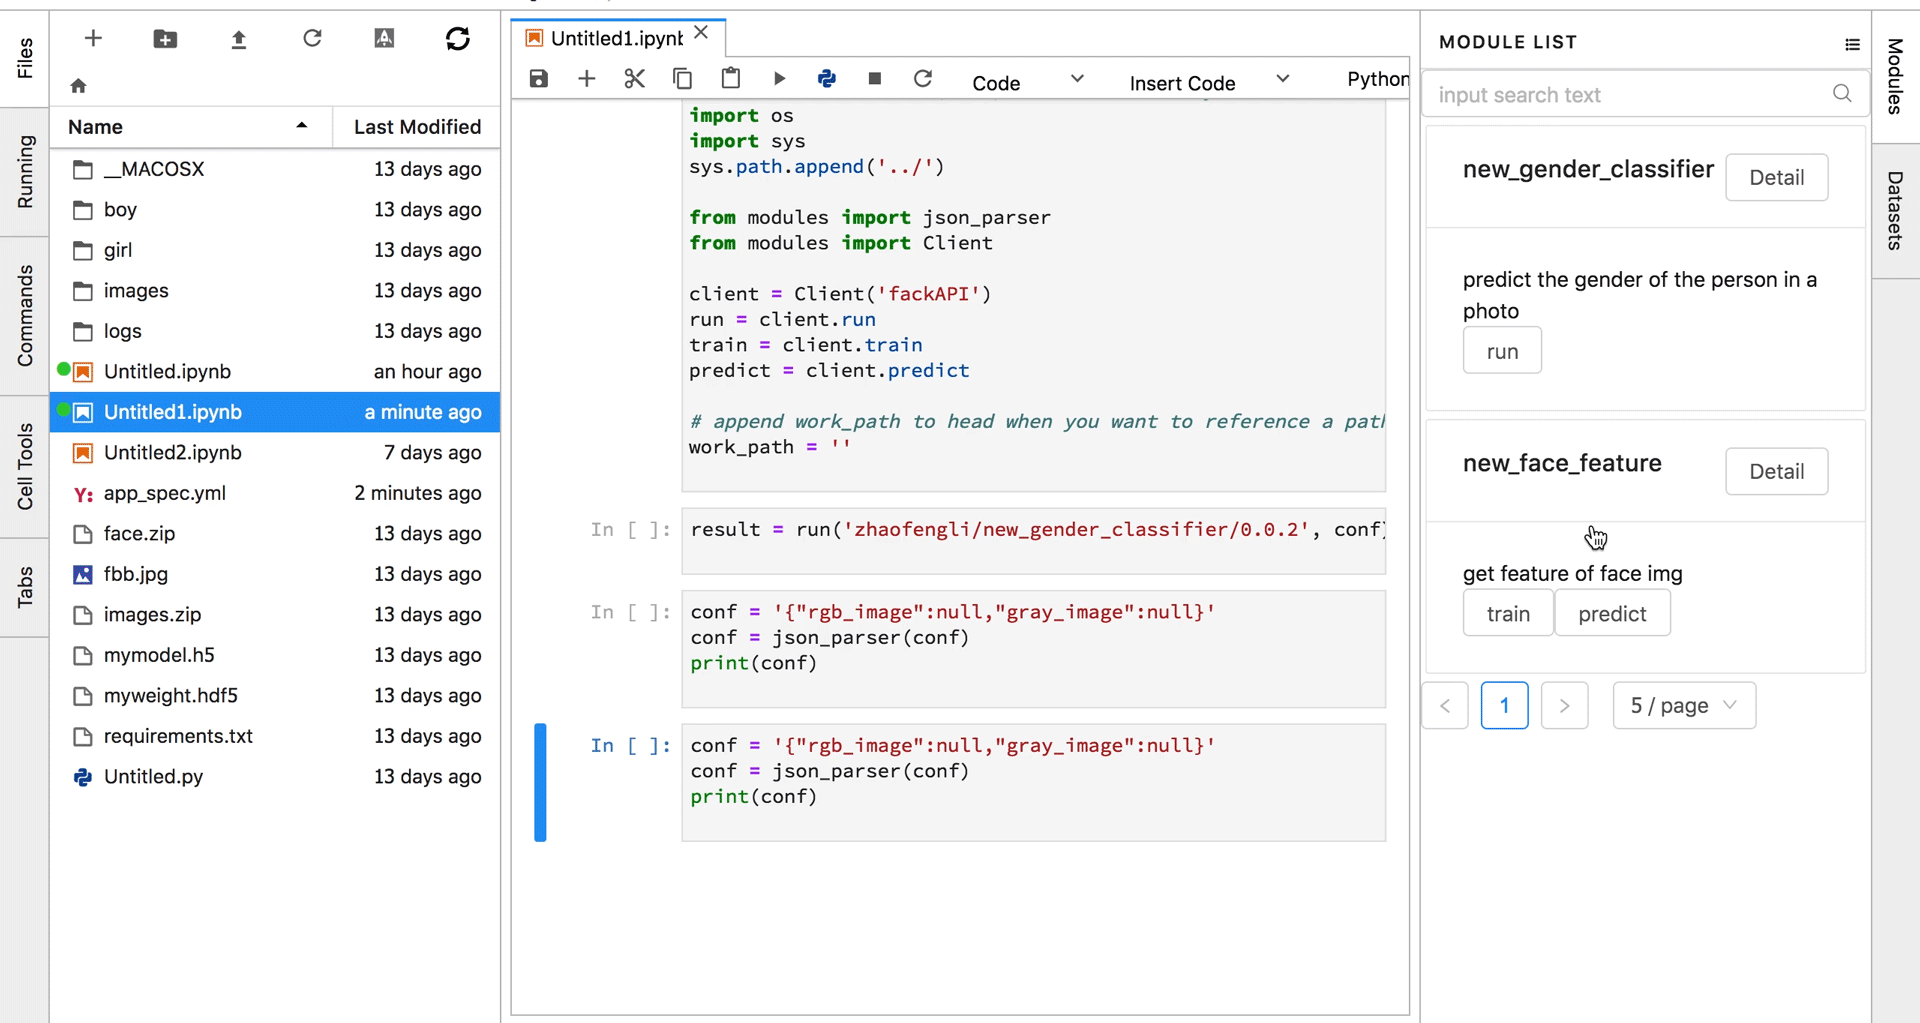 Files
Running
Commands
Cell Tools
Tabs
Name
Last Modified
__MACOSX 13 days ago
boy 13 days ago
girl 13 days ago
images 13 days ago
logs 13 days ago
Untitled.ipynb an hour ago
Untitled1.ipynb a minute ago
Untitled2.ipynb 7 days ago
Y: app_spec.yml 2 minutes ago
face.zip 13 days ago
fbb.jpg 13 days ago
images.zip 13 days ago
mymodel.h5 13 days ago
myweight.hdf5 13 days ago
requirements.txt 13 days ago
Untitled.py 13 days ago
Untitled1.ipynb
Code Insert Code Python
import os
import sys
sys.path.append('../')
from modules import json_parser
from modules import Client
client = Client('fackAPI')
run = client.run
train = client.train
predict = client.predict
# append work_path to head when you want to reference a path
work_path = ''
In [ ]: result = run('zhaofengli/new_gender_classifier/0.0.2', conf)
In [ ]: conf = '{"rgb_image":null,"gray_image":null}'
conf = json_parser(conf)
print(conf)
In [ ]: conf = '{"rgb_image":null,"gray_image":null}'
conf = json_parser(conf)
print(conf)
MODULE LIST
input search text
new_gender_classifier Detail
predict the gender of the person in a
photo
run
new_face_feature Detail
get feature of face img
train predict
< 1 > 5 / page
Modules
Datasets